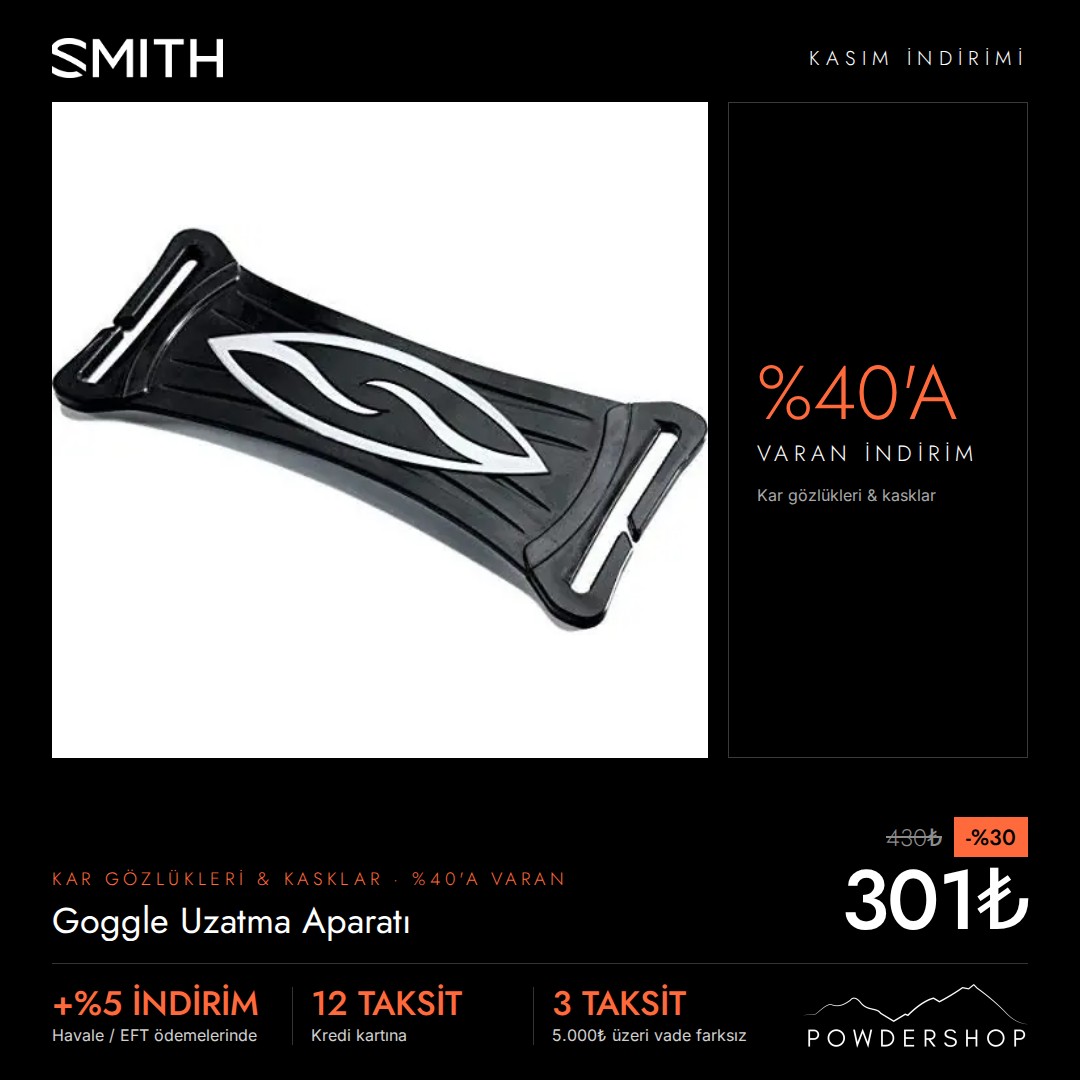 SMITH
KASIM İNDİRİMİ
%40'A
VARAN İNDİRİM
Kar gözlükleri & kasklar
430₺
-%30
301₺
KAR GÖZLÜKLERİ & KASKLAR · %40'A VARAN
Goggle Uzatma Aparatı
+%5 İNDİRİM
Havale / EFT ödemelerinde
12 TAKSİT
Kredi kartına
3 TAKSİT
5.000₺ üzeri vade farksız
POWDERSHOP